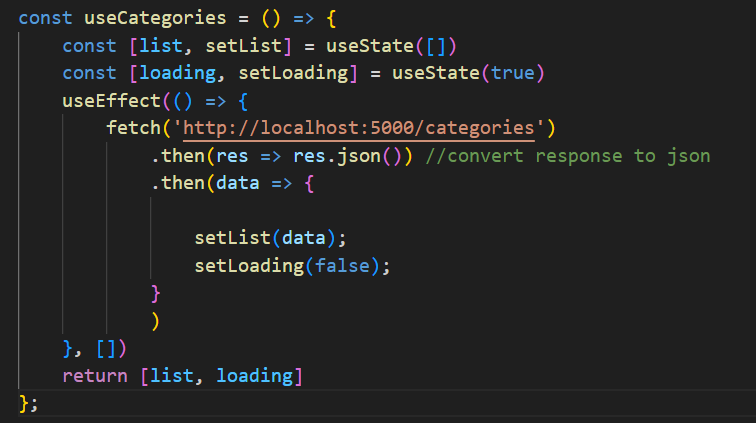 const useCategories = () => {
    const [list, setList] = useState([])
    const [loading, setLoading] = useState(true)
    useEffect(() => {
        fetch('http://localhost:5000/categories')
            .then(res => res.json()) //convert response to json
            .then(data => {

                setList(data);
                setLoading(false);
            }
            )
    }, [])
    return [list, loading]
};